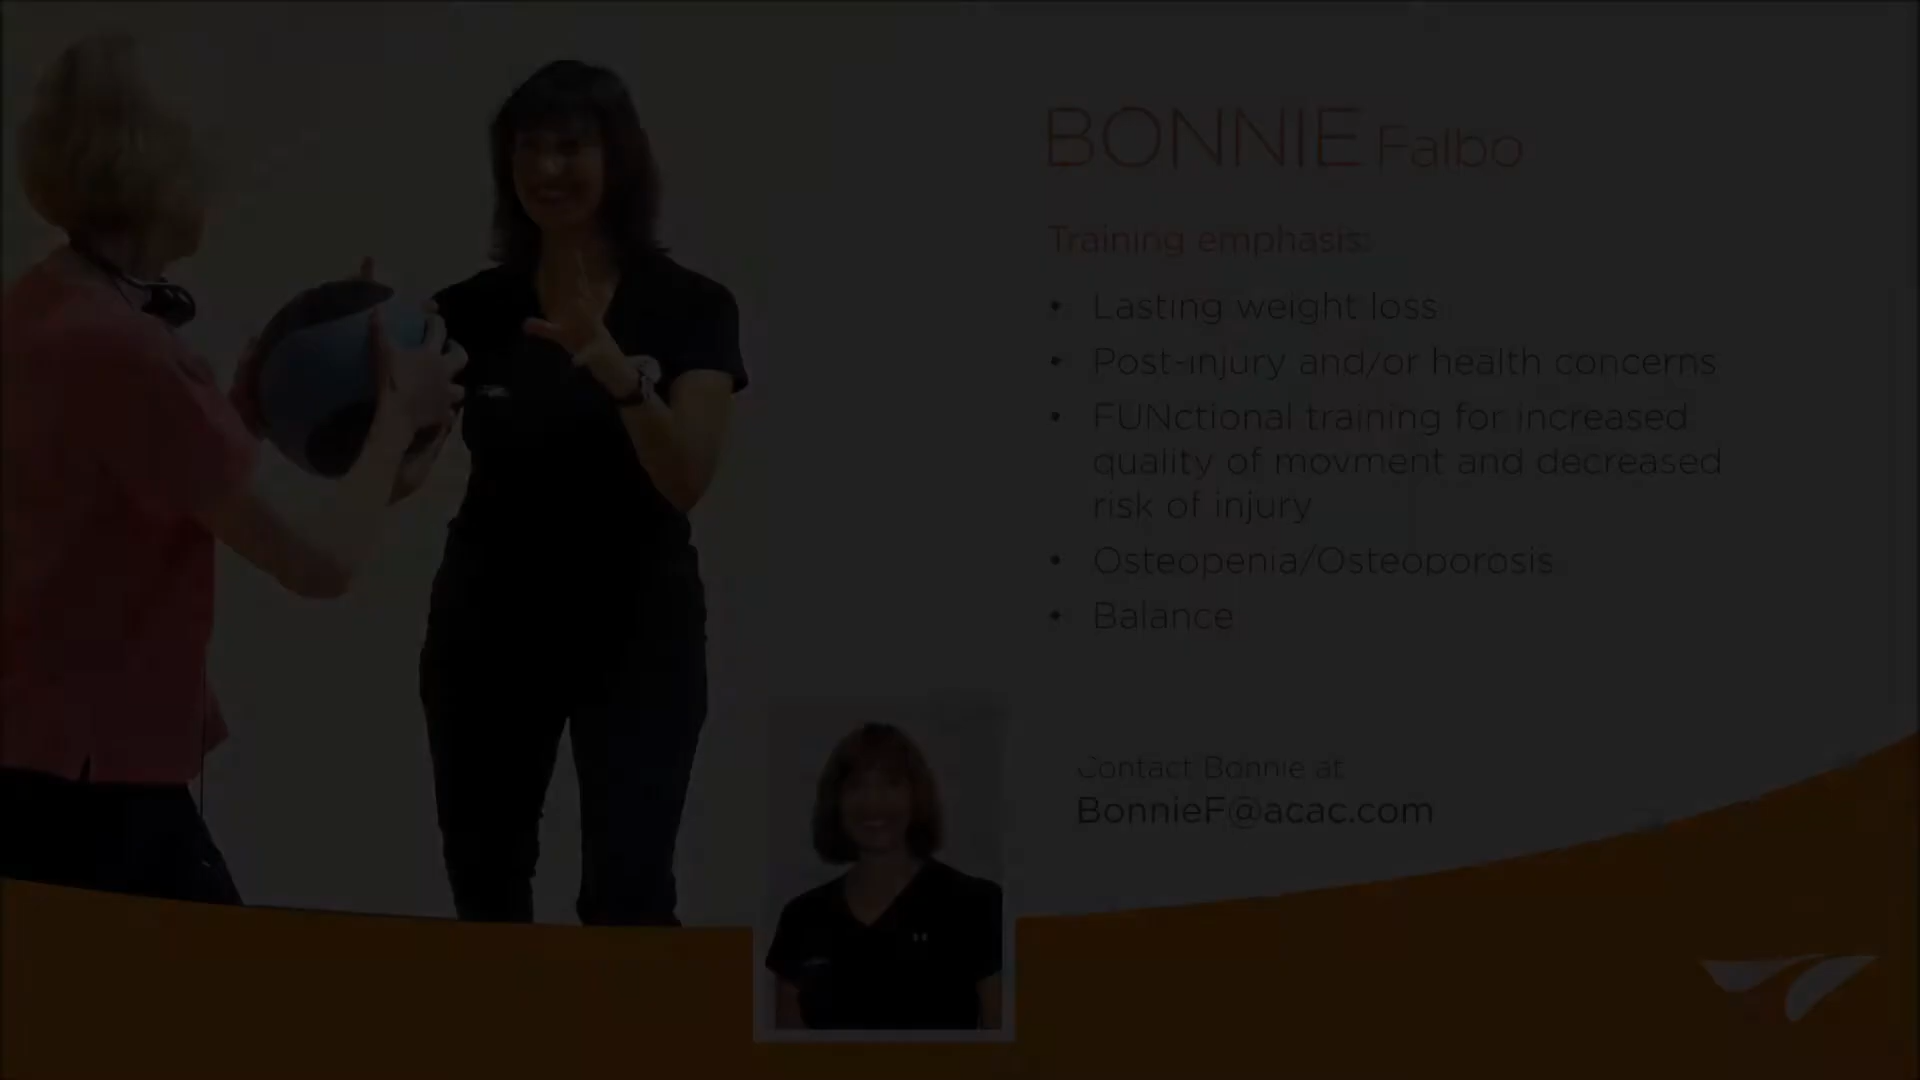 BONNIE Falbo
Training emphasis:
• Lasting weight loss
• Post-injury and/or health concerns
• FUNctional training for increased
quality of movment and decreased
risk of injury
• Osteopenia/Osteoporosis
• Balance
Contact Bonnie at
BonnieF@acac.com